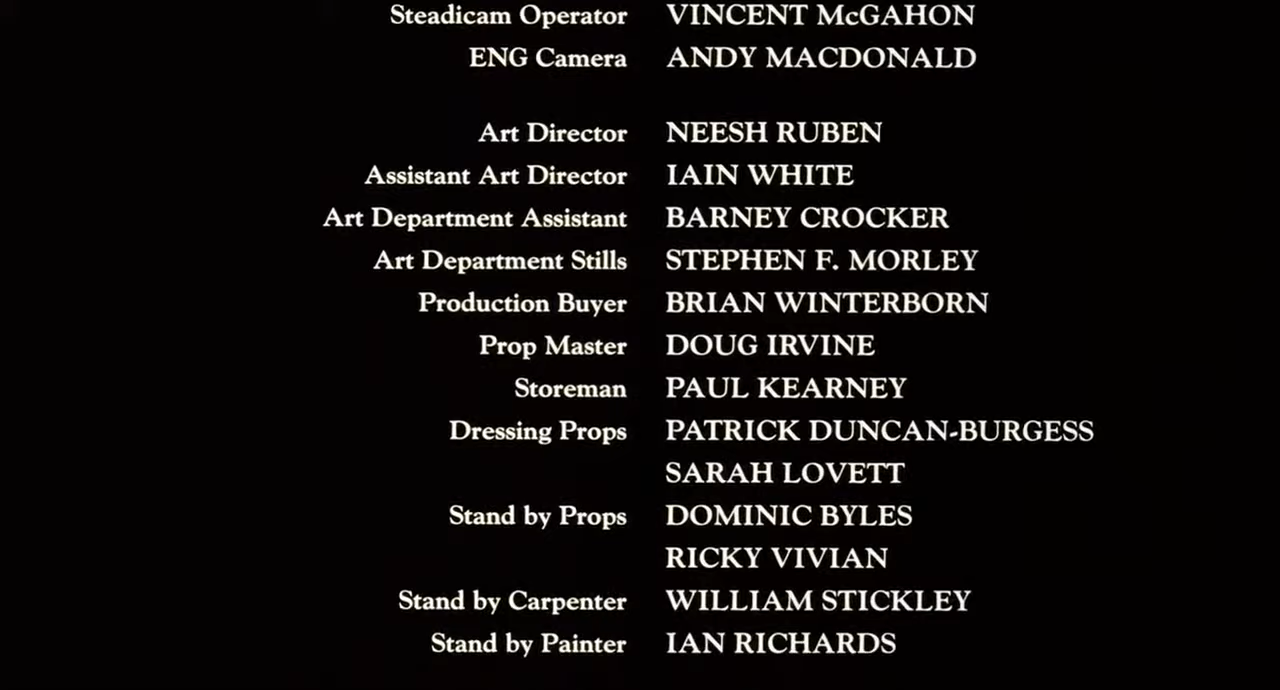 Steadicam Operator VINCENT McGAHON
ENG Camera ANDY MACDONALD
Art Director NEESH RUBEN
Assistant Art Director IAIN WHITE
Art Department Assistant BARNEY CROCKER
Art Department Stills STEPHEN F. MORLEY
Production Buyer BRIAN WINTERBORN
Prop Master DOUG IRVINE
Storeman PAUL KEARNEY
Dressing Props PATRICK DUNCAN-BURGESS
SARAH LOVETT
Stand by Props DOMINIC BYLES
RICKY VIVIAN
Stand by Carpenter WILLIAM STICKLEY
Stand by Painter IAN RICHARDS